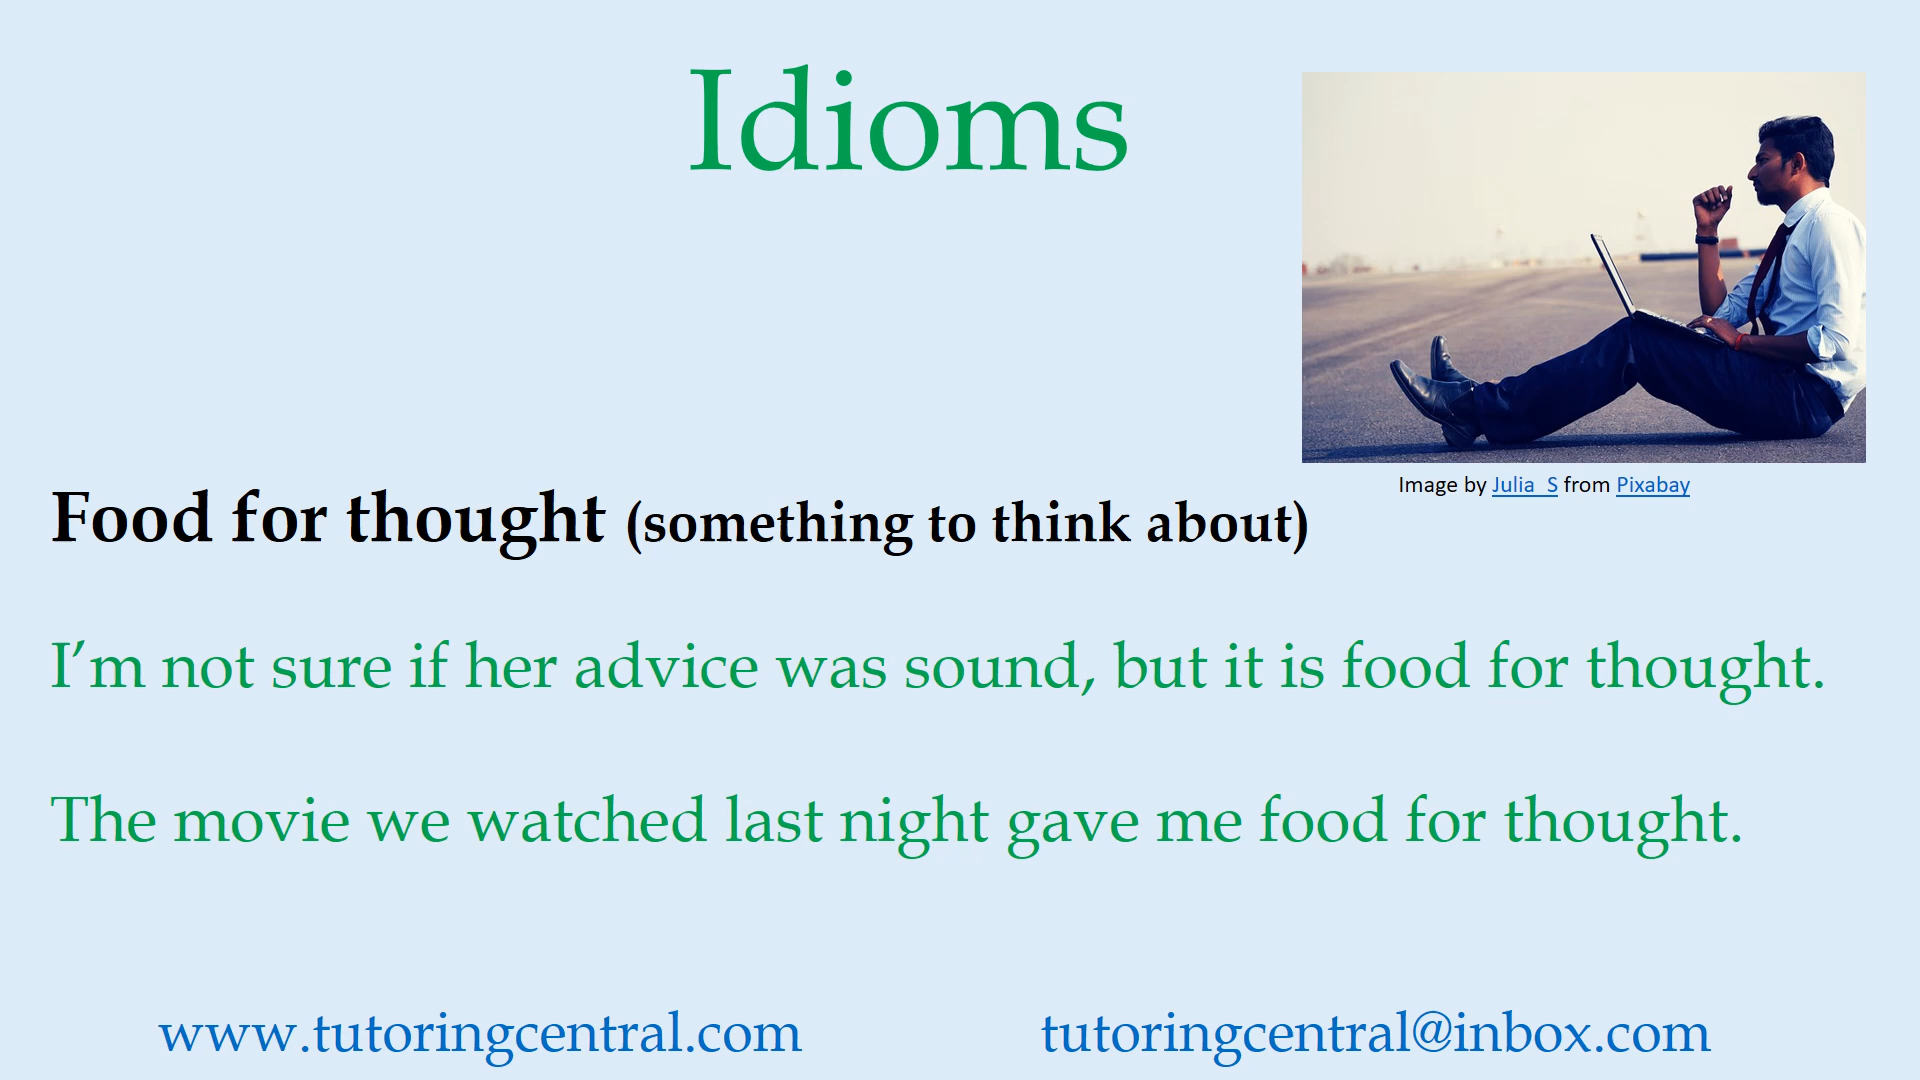 Idioms
Image by Julia_S from Pixabay
Food for thought (something to think about)
I’m not sure if her advice was sound, but it is food for thought.
The movie we watched last night gave me food for thought.
www.tutoringcentral.com
tutoringcentral@inbox.com